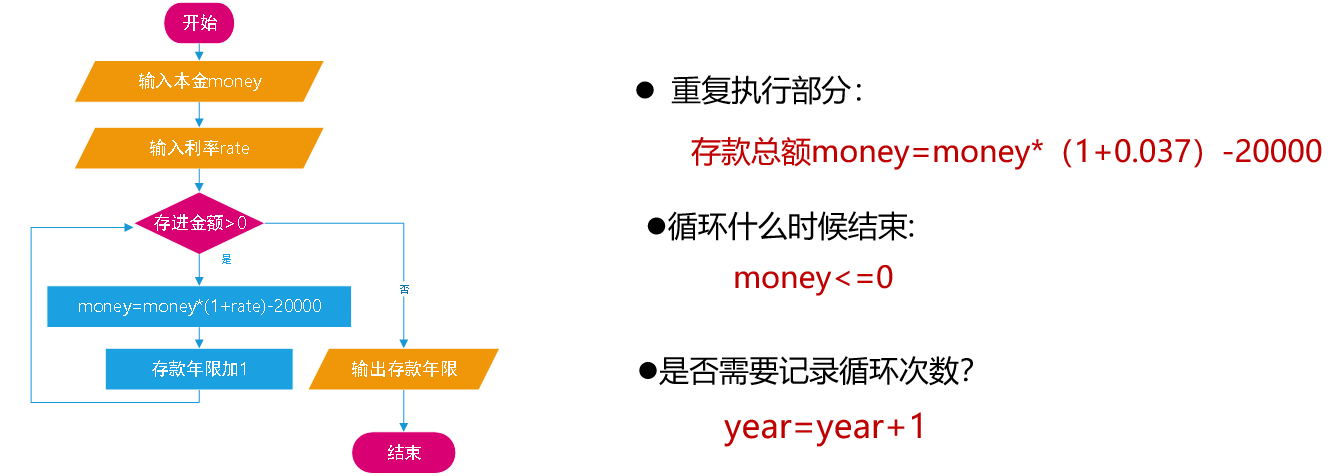 开始
输入本金money
输入利率rate
存进金额>0
是
否
money=money*(1+rate)-20000
存款年限加1
输出存款年限
结束
● 重复执行部分：
存款总额money=money*（1+0.037）-20000
●循环什么时候结束:
money<=0
●是否需要记录循环次数?
year=year+1